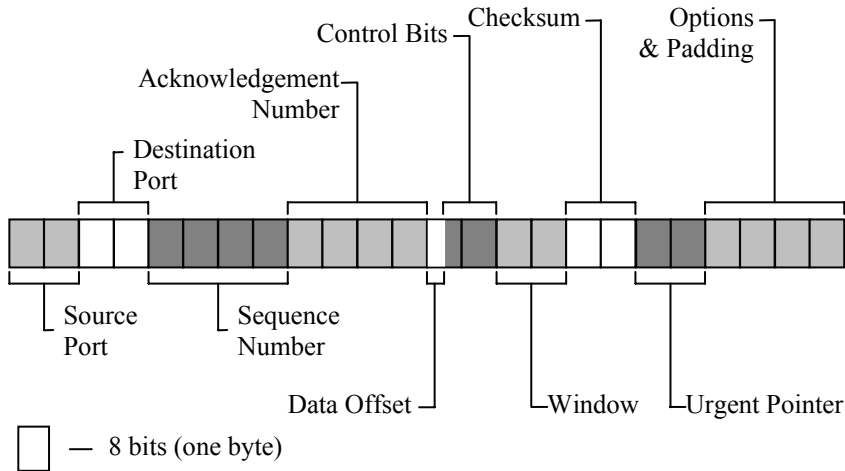 Checksum
Options
& Padding
Control Bits
Acknowledgement
Number
Destination
Port
Source
Port
Sequence
Number
Data Offset
Window
Urgent Pointer
— 8 bits (one byte)